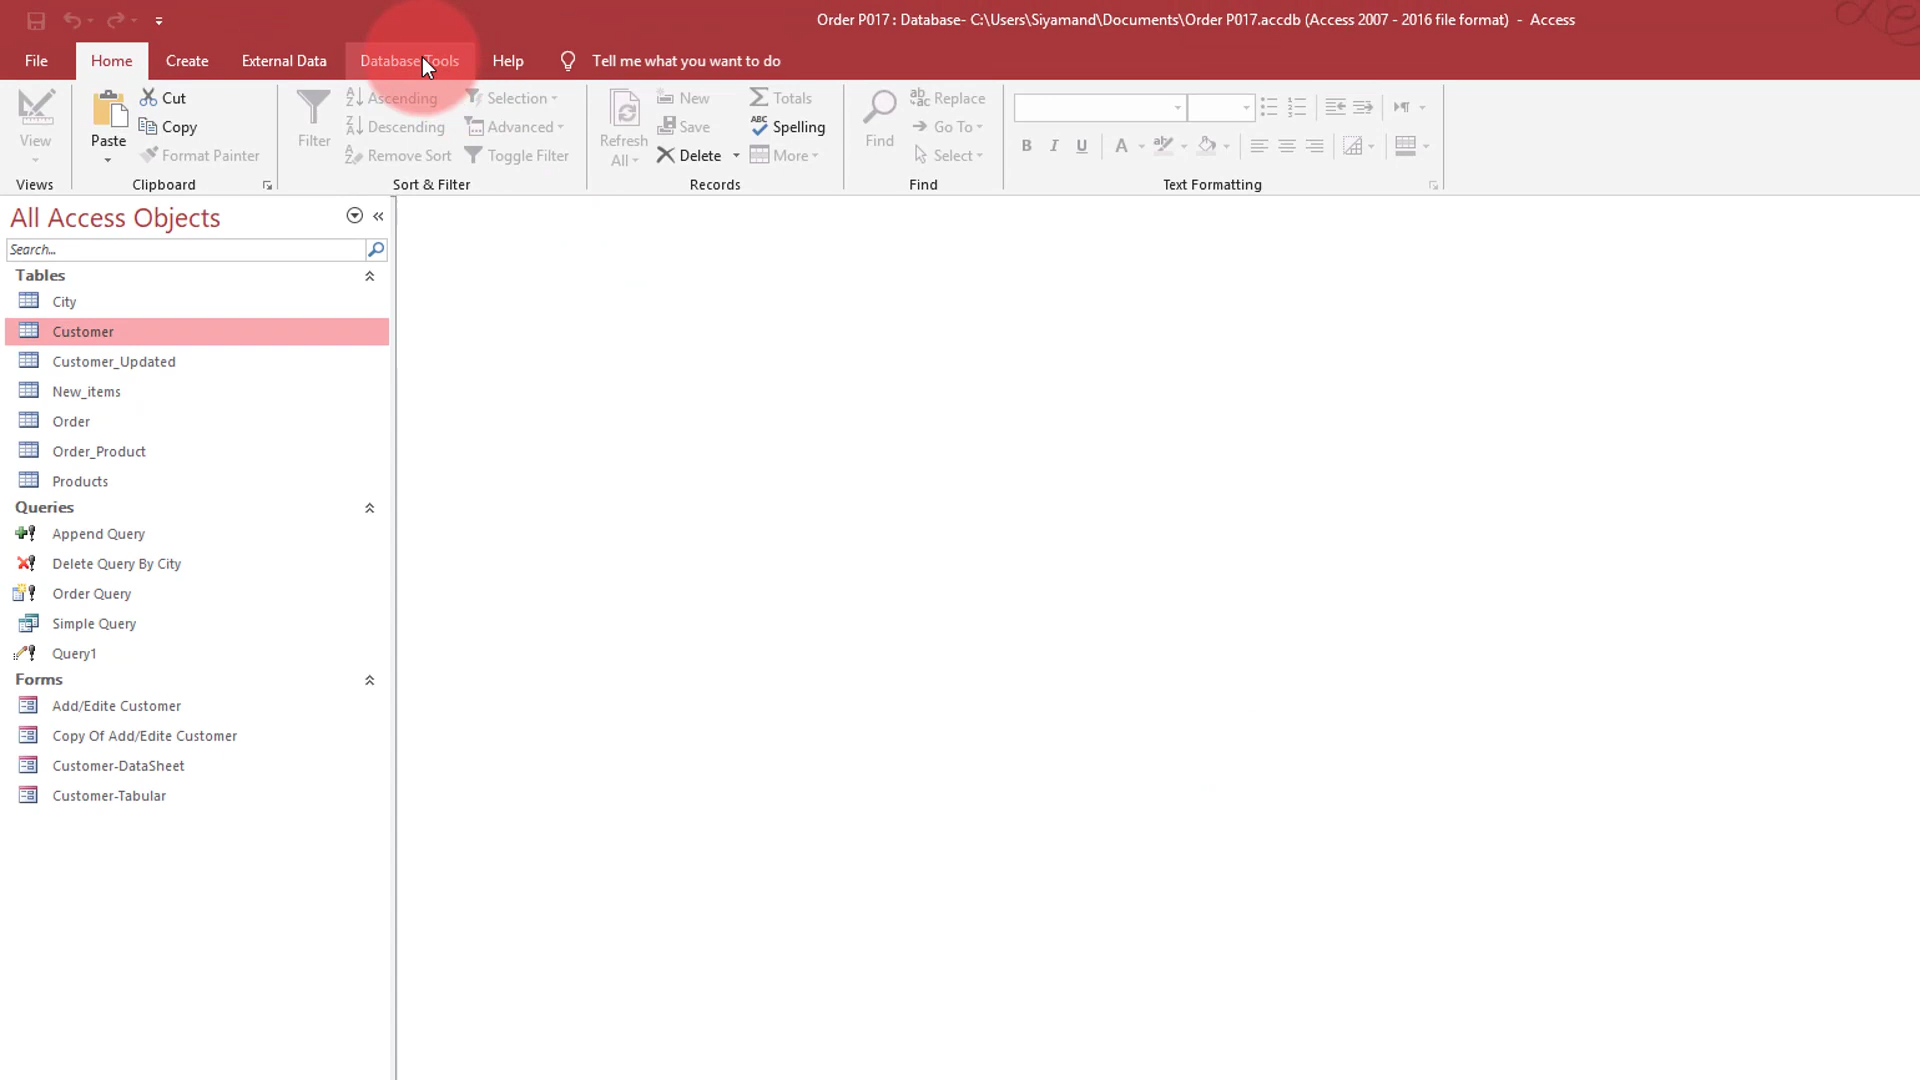 Order P017 : Database- C:\Users\Siyamand\Documents\Order P017.accdb (Access 2007 - 2016 file format)  -  Access
File Home Create External Data Database Tools Help Tell me what you want to do
View
Views
Paste
Cut
Copy
Format Painter
Clipboard
Filter
Ascending
Descending
Remove Sort
Selection
Advanced
Toggle Filter
Sort & Filter
Refresh
All
New
Save
Delete
Totals
Spelling
More
Records
Find
Replace
Go To
Select
Find
B I U A
Text Formatting
All Access Objects
Search...
Tables
City
Customer
Customer_Updated
New_items
Order
Order_Product
Products
Queries
Append Query
Delete Query By City
Order Query
Simple Query
Query1
Forms
Add/Edite Customer
Copy Of Add/Edite Customer
Customer-DataSheet
Customer-Tabular